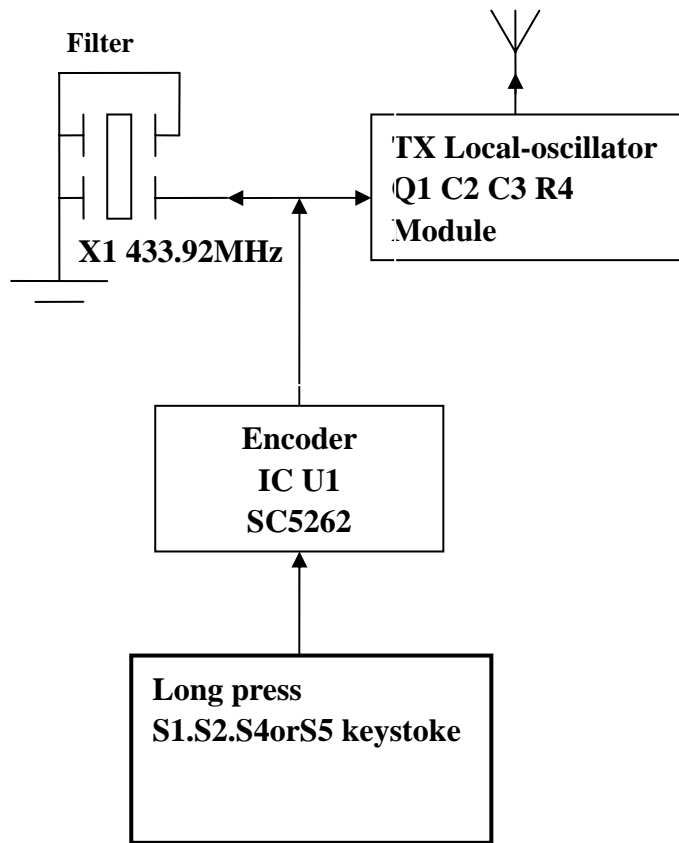 Filter
TX Local-oscillator
Q1 C2 C3 R4
Module
X1 433.92MHz
Encoder
IC U1
SC5262
Long press
S1.S2.S4orS5 keystoke